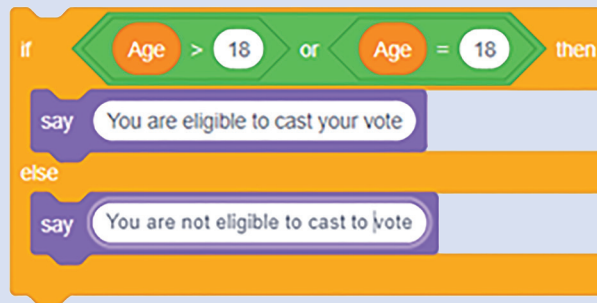 if Age > 18 or Age = 18 then
say You are eligible to cast your vote
else
say You are not eligible to cast to vote